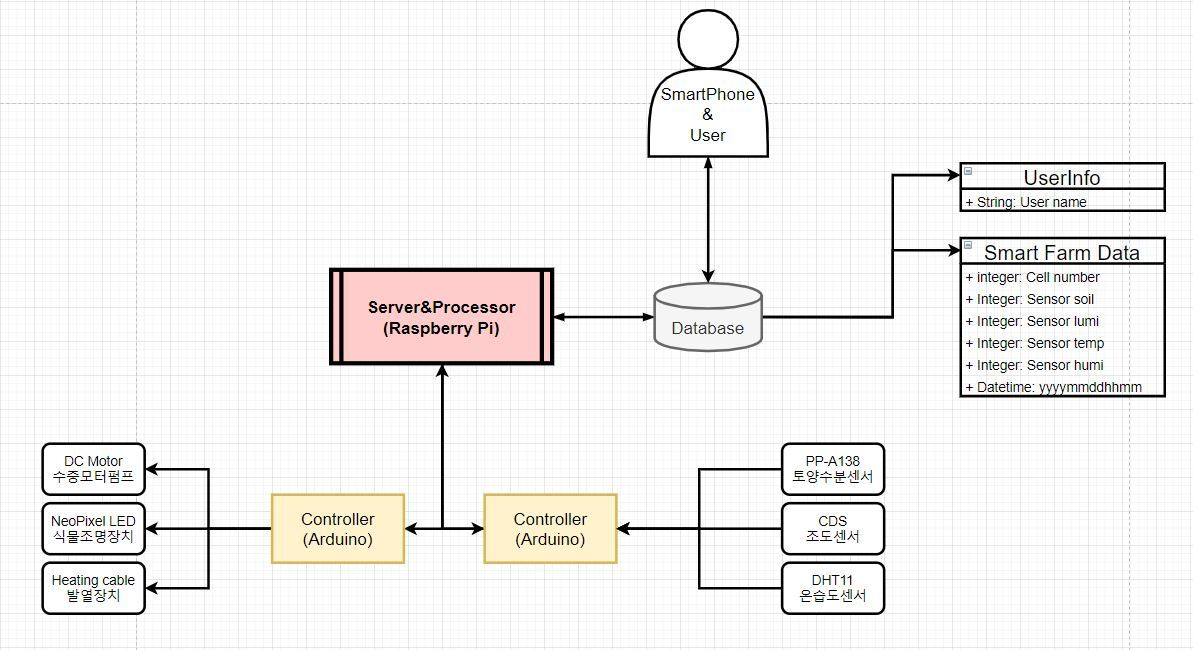 SmartPhone
&
User
UserInfo
+ String: User name
Smart Farm Data
+ integer: Cell number
+ Integer: Sensor soil
+ Integer: Sensor lumi
+ Integer: Sensor temp
+ Integer: Sensor humi
+ Datetime: yyyymmddhhmm
Server&Processor
(Raspberry Pi)
Database
DC Motor
수중모터펌프
NeoPixel LED
식물조명장치
Heating cable
발열장치
Controller
(Arduino)
Controller
(Arduino)
PP-A138
토양수분센서
CDS
조도센서
DHT11
온습도센서